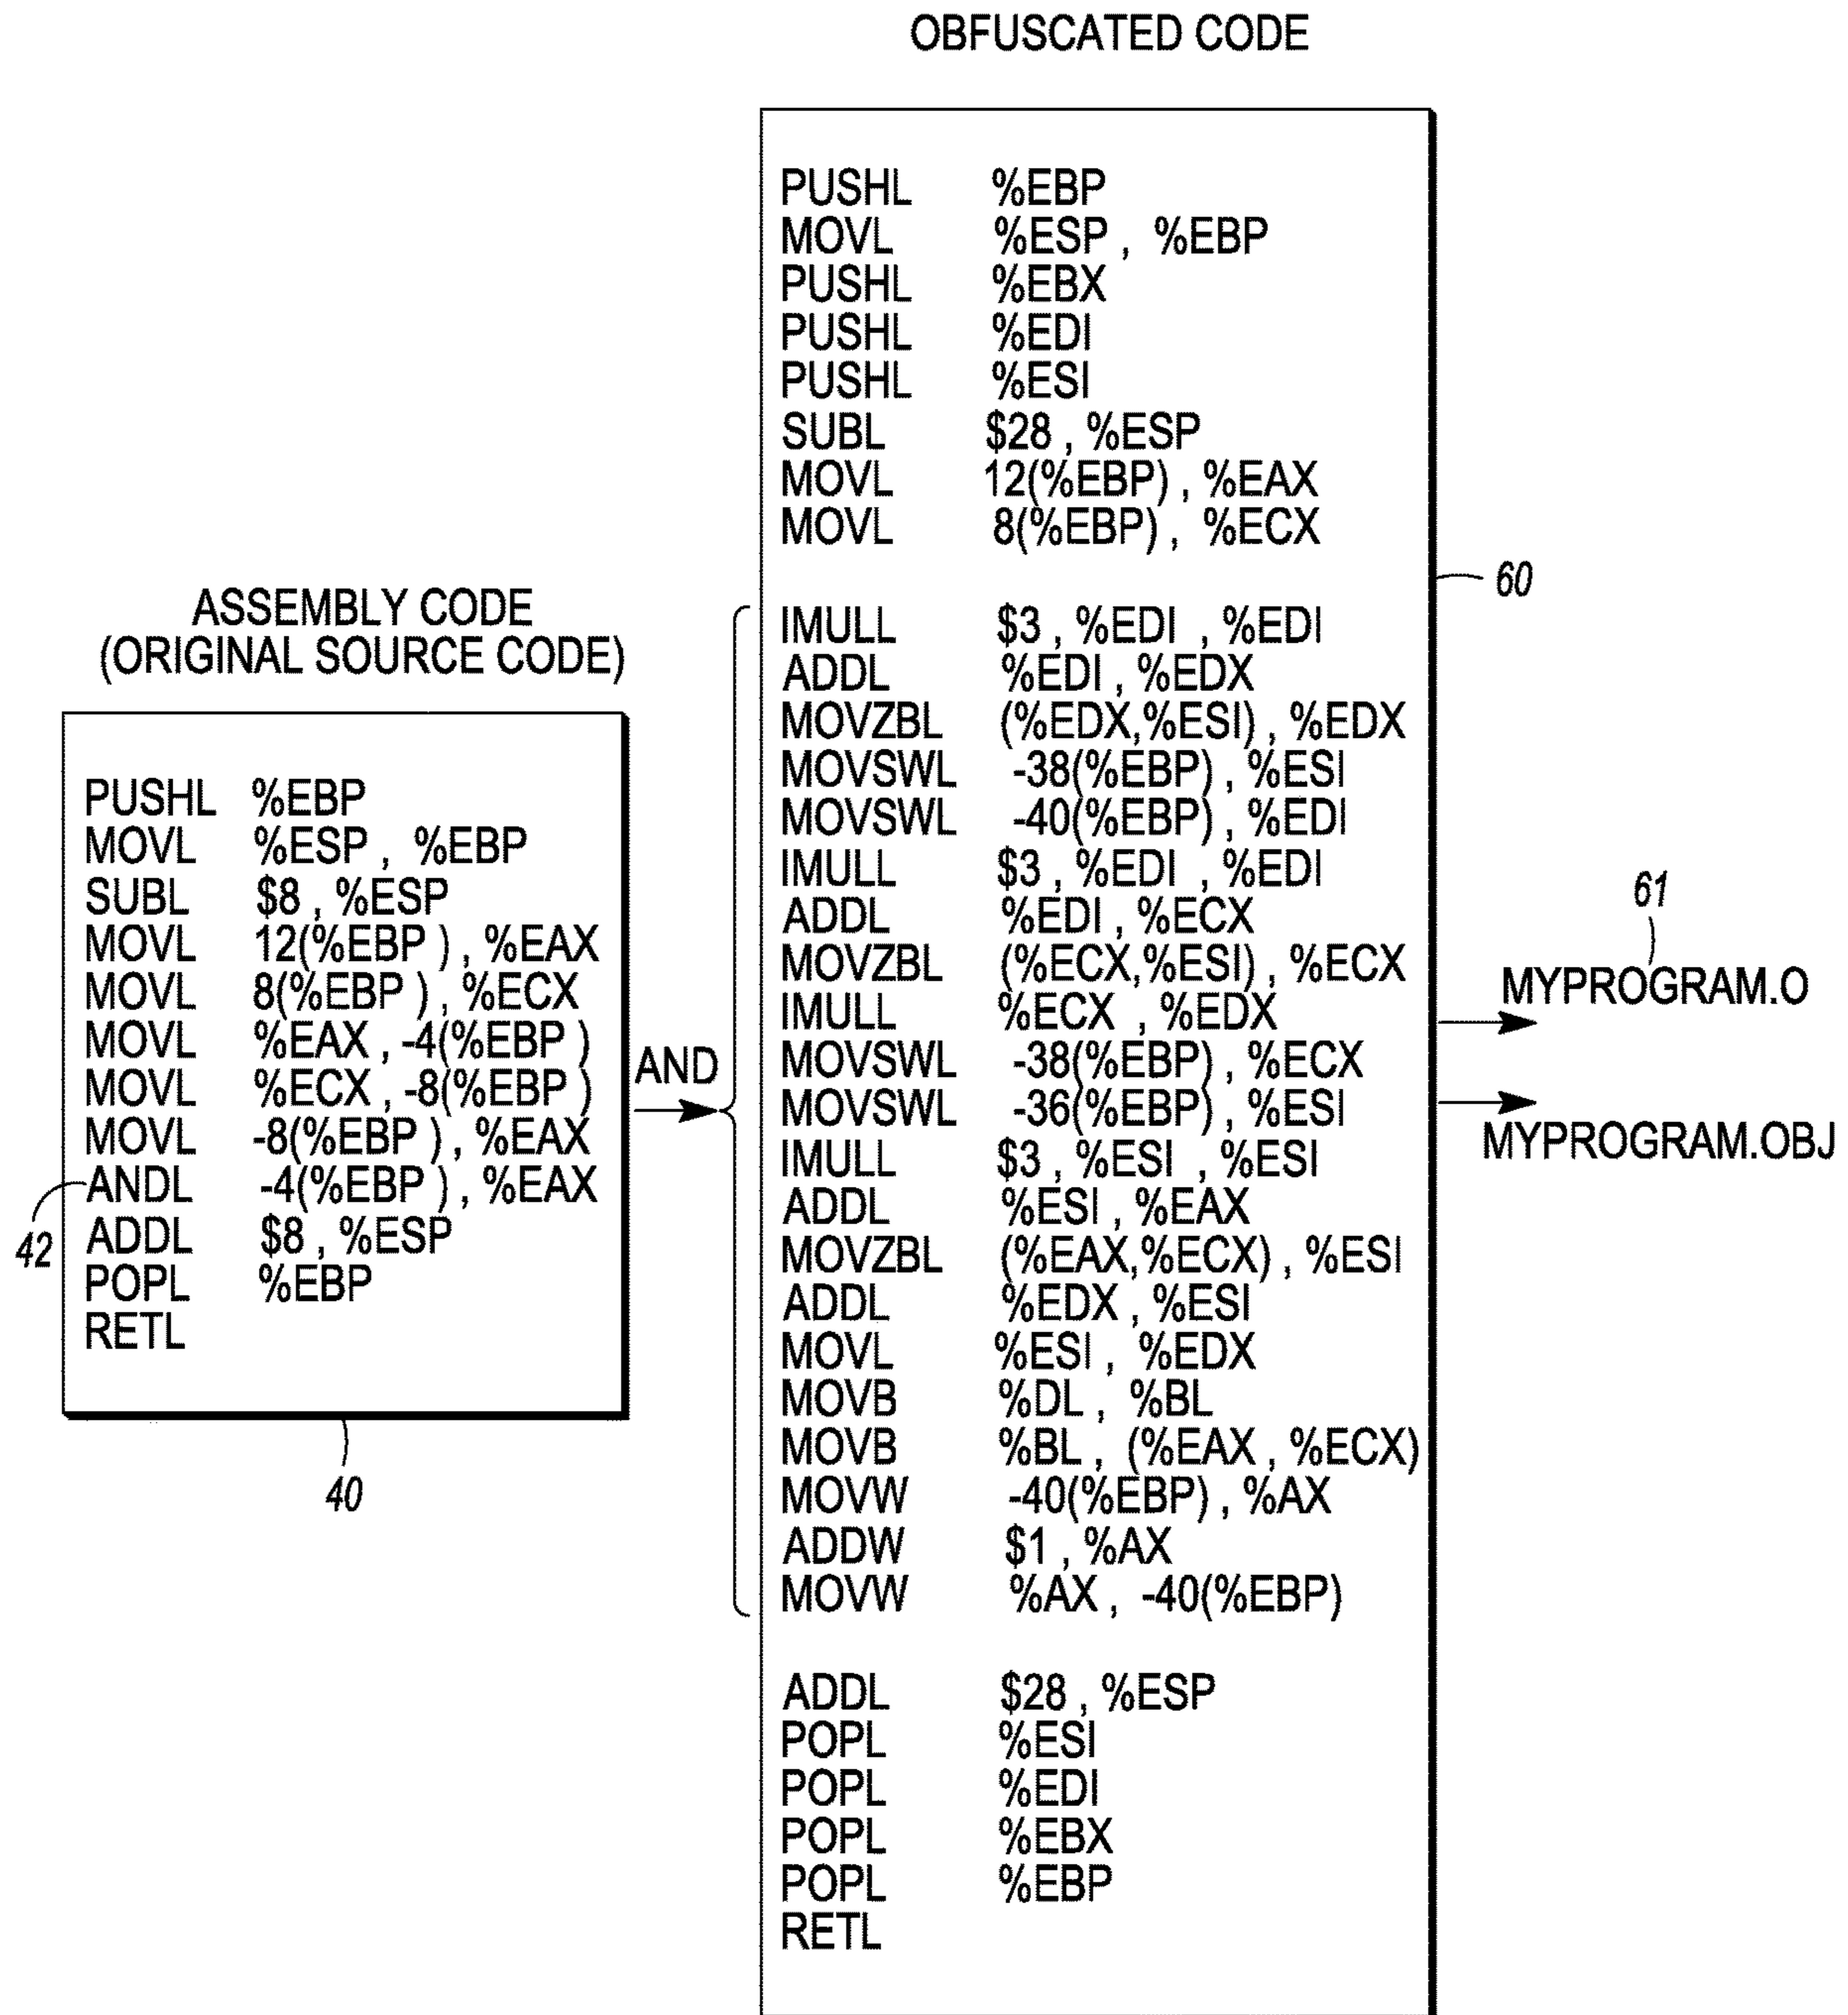 OBFUSCATED CODE
PUSHL %EBP
MOVL %ESP , %EBP
PUSHL %EBX
PUSHL %EDI
PUSHL %ESI
SUBL $28 , %ESP
MOVL 12(%EBP) , %EAX
MOVL 8(%EBP) , %ECX
60
IMULL $3 , %EDI , %EDI
ADDL %EDI , %EDX
MOVZBL (%EDX,%ESI) , %EDX
MOVSWL -38(%EBP) , %ESI
MOVSWL -40(%EBP) , %EDI
IMULL $3 , %EDI , %EDI
ADDL %EDI , %ECX
MOVZBL (%ECX,%ESI) , %ECX
IMULL %ECX , %EDX
MOVSWL -38(%EBP) , %ECX
MOVSWL -36(%EBP) , %ESI
IMULL $3 , %ESI , %ESI
ADDL %ESI , %EAX
MOVZBL (%EAX,%ECX) , %ESI
ADDL %EDX , %ESI
MOVL %ESI , %EDX
MOVB %DL , %BL
MOVB %BL , (%EAX , %ECX)
MOVW -40(%EBP) , %AX
ADDW $1 , %AX
MOVW %AX , -40(%EBP)
ADDL $28 , %ESP
POPL %ESI
POPL %EDI
POPL %EBX
POPL %EBP
RETL
ASSEMBLY CODE
(ORIGINAL SOURCE CODE)
PUSHL %EBP
MOVL %ESP , %EBP
SUBL $8 , %ESP
MOVL 12(%EBP ) , %EAX
MOVL 8(%EBP ) , %ECX
MOVL %EAX , -4(%EBP )
MOVL %ECX , -8(%EBP )
MOVL -8(%EBP ) , %EAX
ANDL -4(%EBP ) , %EAX
ADDL $8 , %ESP
POPL %EBP
RETL
42
40
AND
61
MYPROGRAM.O
MYPROGRAM.OBJ